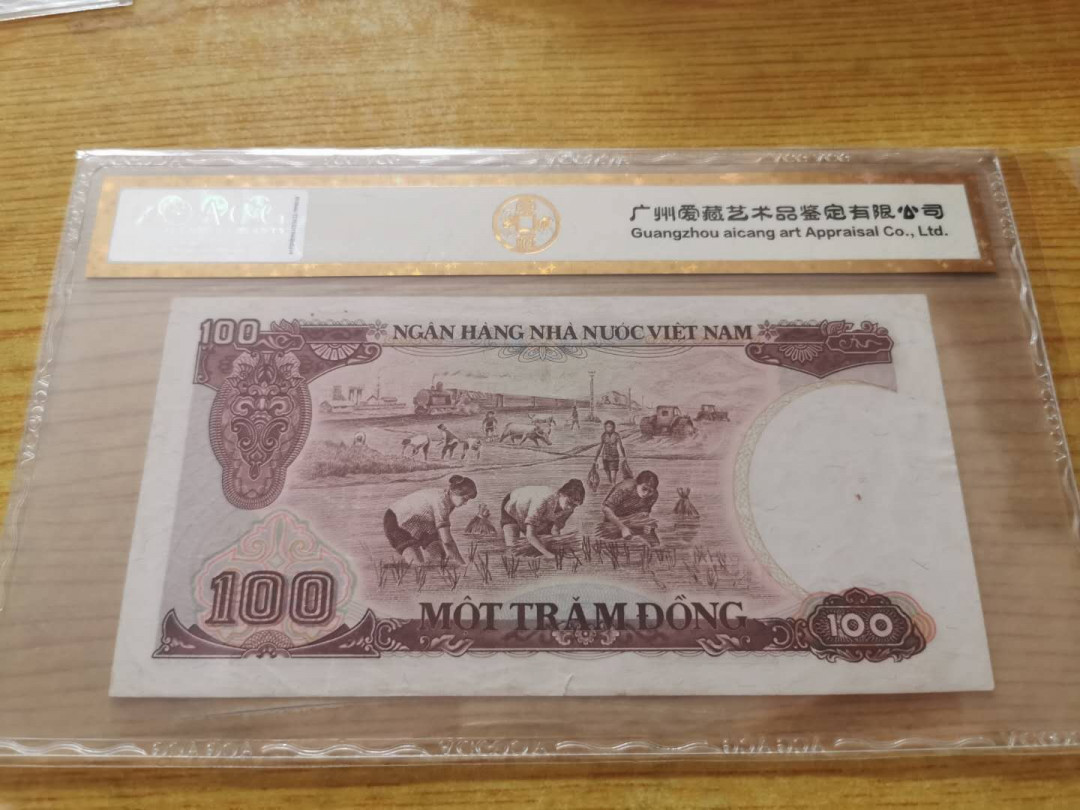 广州爱藏艺术品鉴定有限公司
Guangzhou aicang art Appraisal Co., Ltd.
100
NGÂN HÀNG NHÀ NƯỚC VIỆT NAM
100
MỘT TRĂM ĐỒNG
100